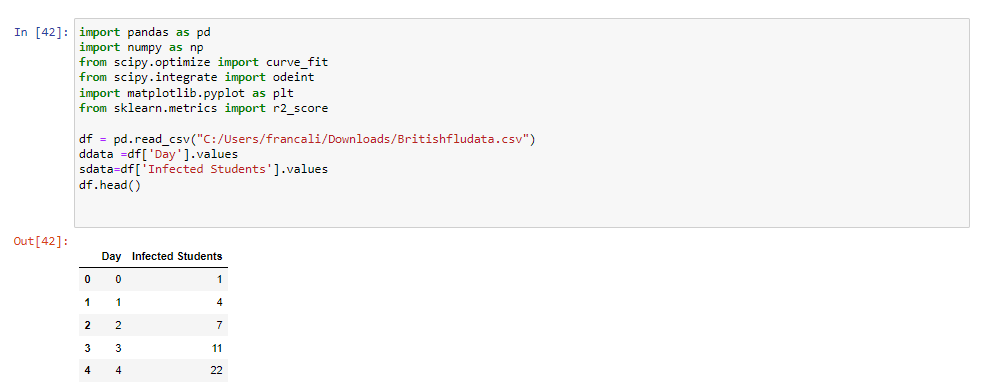 In [42]: import pandas as pd
import numpy as np
from scipy.optimize import curve_fit
from scipy.integrate import odeint
import matplotlib.pyplot as plt
from sklearn.metrics import r2_score
df = pd.read_csv("C:/Users/francali/Downloads/Britishfludata.csv")
ddata =df['Day'].values
sdata=df['Infected Students'].values
df.head()
Out[42]:
Day Infected Students
0 0 1
1 1 4
2 2 7
3 3 11
4 4 22